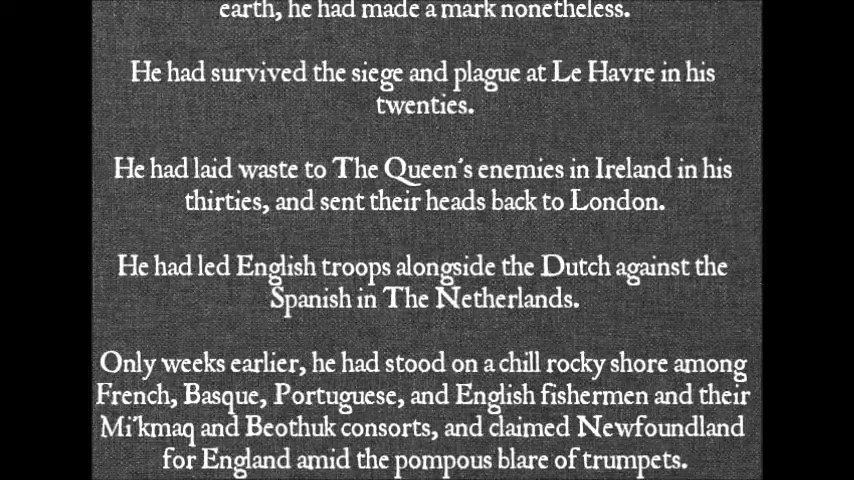 earth, he had made a mark nonetheless.
He had survived the siege and plague at Le Havre in his
twenties.
He had laid waste to The Queen's enemies in Ireland in his
thirties, and sent their heads back to London.
He had led English troops alongside the Dutch against the
Spanish in The Netherlands.
Only weeks earlier, he had stood on a chill rocky shore among
French, Basque, Portuguese, and English fishermen and their
Mi'kmaq and Beothuk consorts, and claimed Newfoundland
for England amid the pompous blare of trumpets.